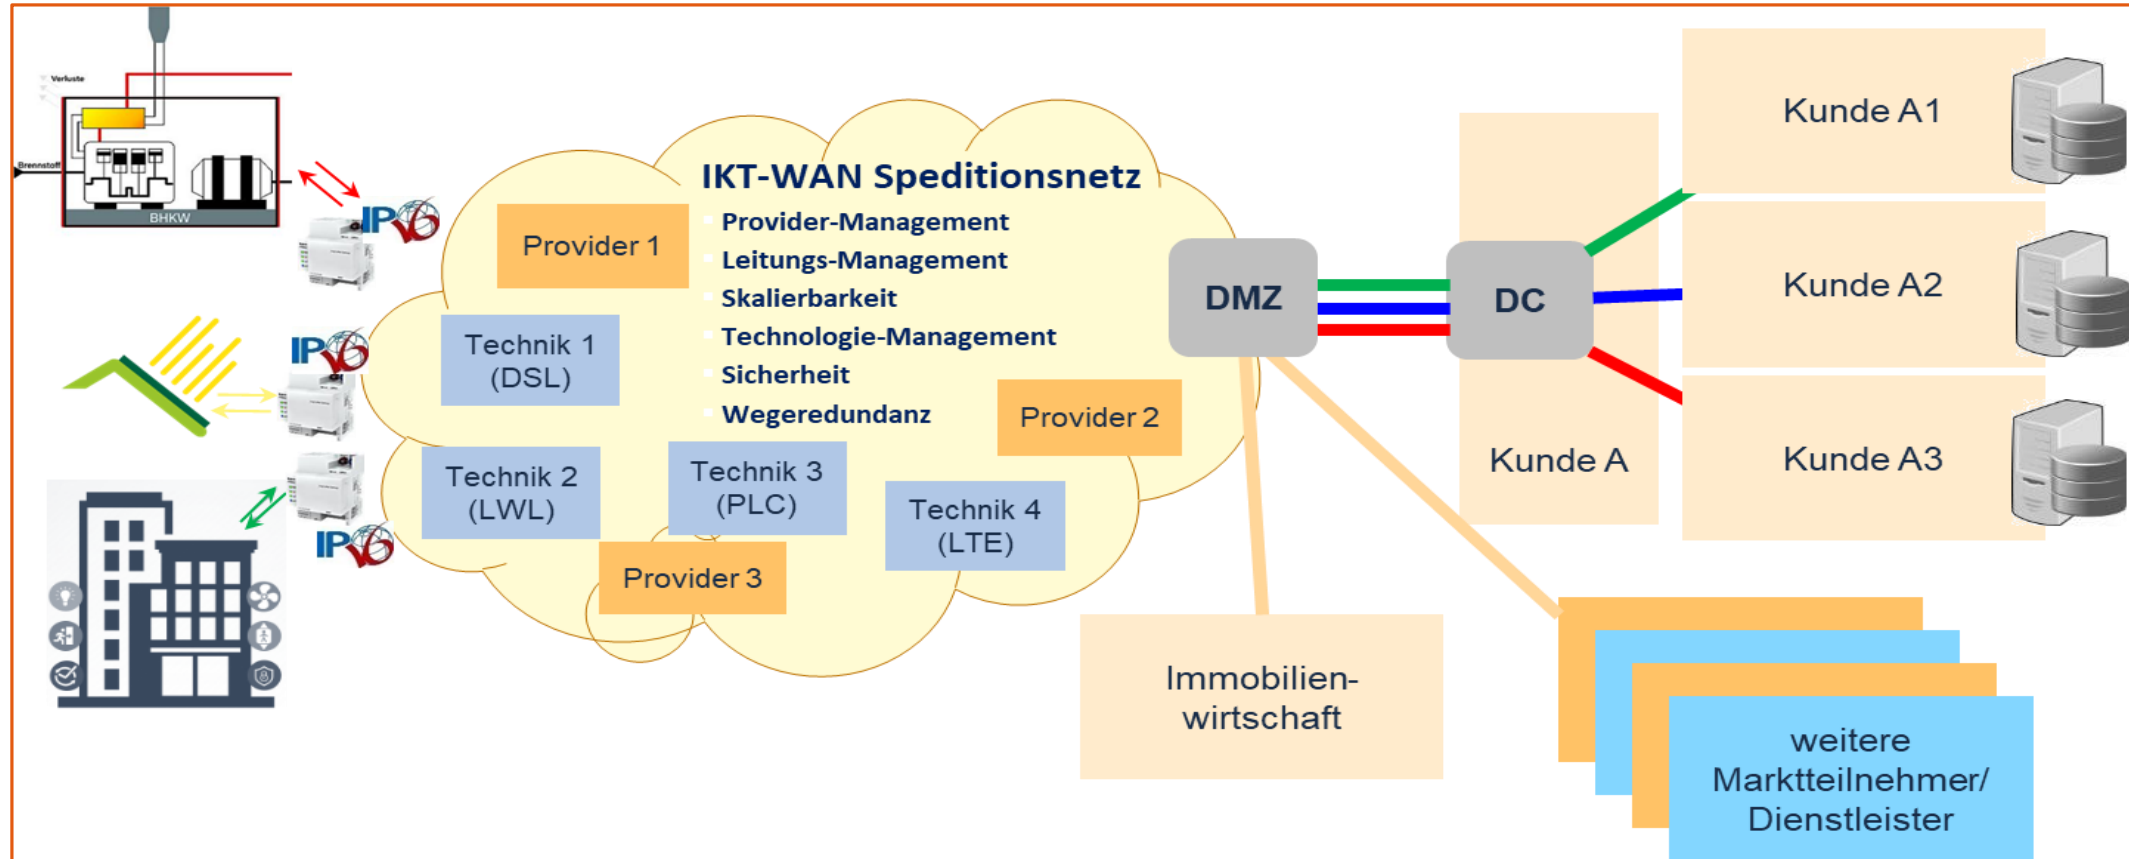 Verluste
Brennstoff
BHKW
IPv6
IPv6
IPv6
IKT-WAN Speditionsnetz
Provider-Management
Leitungs-Management
Skalierbarkeit
Technologie-Management
Sicherheit
Wegeredundanz
Provider 1
Technik 1
(DSL)
Technik 2
(LWL)
Technik 3
(PLC)
Provider 2
Technik 4
(LTE)
Provider 3
DMZ
DC
Kunde A
Kunde A1
Kunde A2
Kunde A3
Immobilien-
wirtschaft
weitere
Marktteilnehmer/
Dienstleister